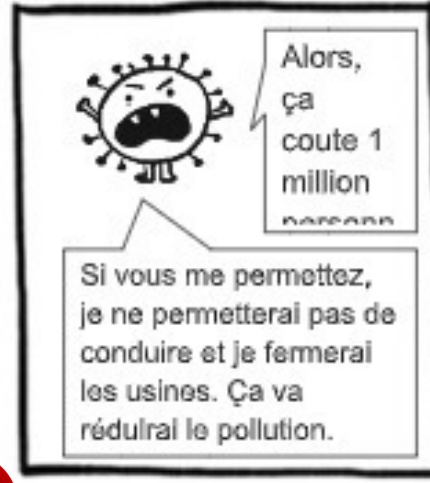 Alors,
ça
coute 1
million
Si vous me permettez,
je ne permetterai pas de
conduire et je fermerai
les usines. Ça va
rédulrai le pollution.